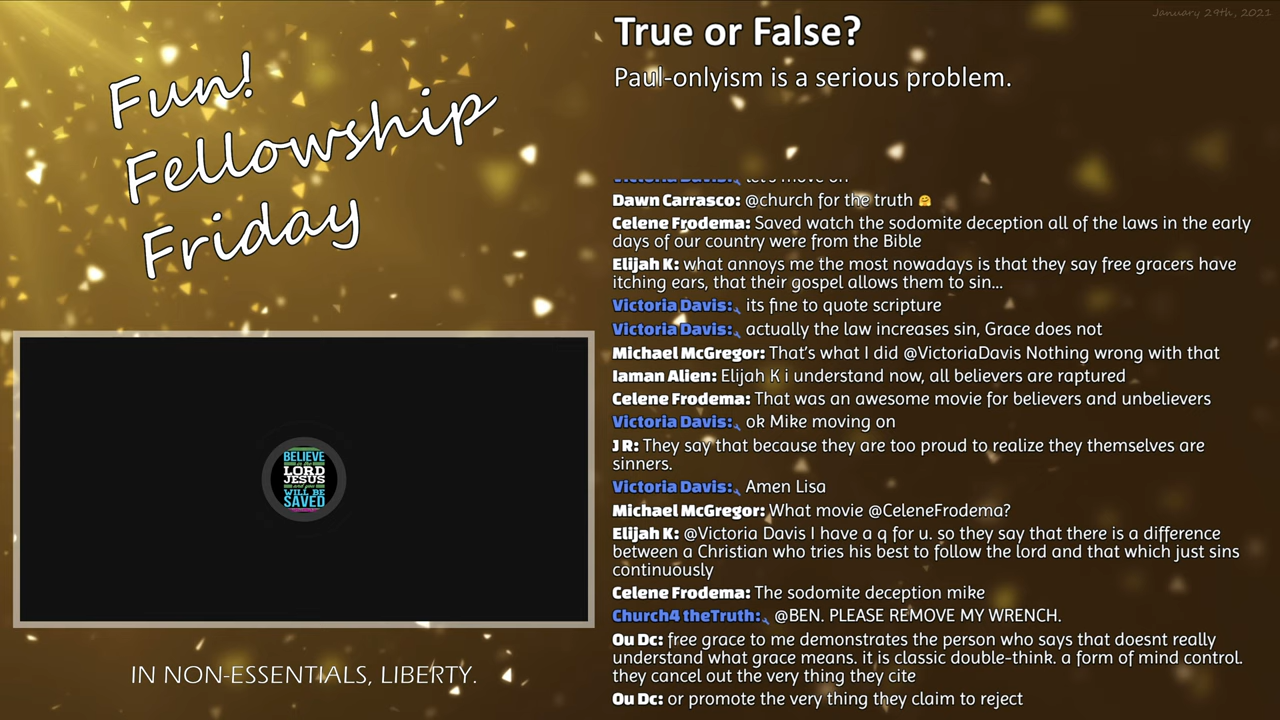 January 29th, 2021
Fun!
Fellowship
Friday
True or False?
Paul-onlyism is a serious problem.
Victoria Davis: let's move on
Dawn Carrasco: @church for the truth 🤗
Celene Frodema: Saved watch the sodomite deception all of the laws in the early
days of our country were from the Bible
Elijah K: what annoys me the most nowadays is that they say free gracers have
itching ears, that their gospel allows them to sin...
Victoria Davis: its fine to quote scripture
Victoria Davis: actually the law increases sin, Grace does not
Michael McGregor: That's what I did @VictoriaDavis Nothing wrong with that
Iaman Alien: Elijah K i understand now, all believers are raptured
Celene Frodema: That was an awesome movie for believers and unbelievers
Victoria Davis: ok Mike moving on
J R: They say that because they are too proud to realize they themselves are
sinners.
Victoria Davis: Amen Lisa
Michael McGregor: What movie @CeleneFrodema?
Elijah K: @Victoria Davis I have a q for u. so they say that there is a difference
between a Christian who tries his best to follow the lord and that which just sins
continuously
Celene Frodema: The sodomite deception mike
Church4 theTruth: @BEN. PLEASE REMOVE MY WRENCH.
Ou Dc: free grace to me demonstrates the person who says that doesnt really
understand what grace means. it is classic double-think. a form of mind control.
they cancel out the very thing they cite
Ou Dc: or promote the very thing they claim to reject
BELIEVE
in the
LORD
JESUS
and you
WILL BE
SAVED
IN NON-ESSENTIALS, LIBERTY.